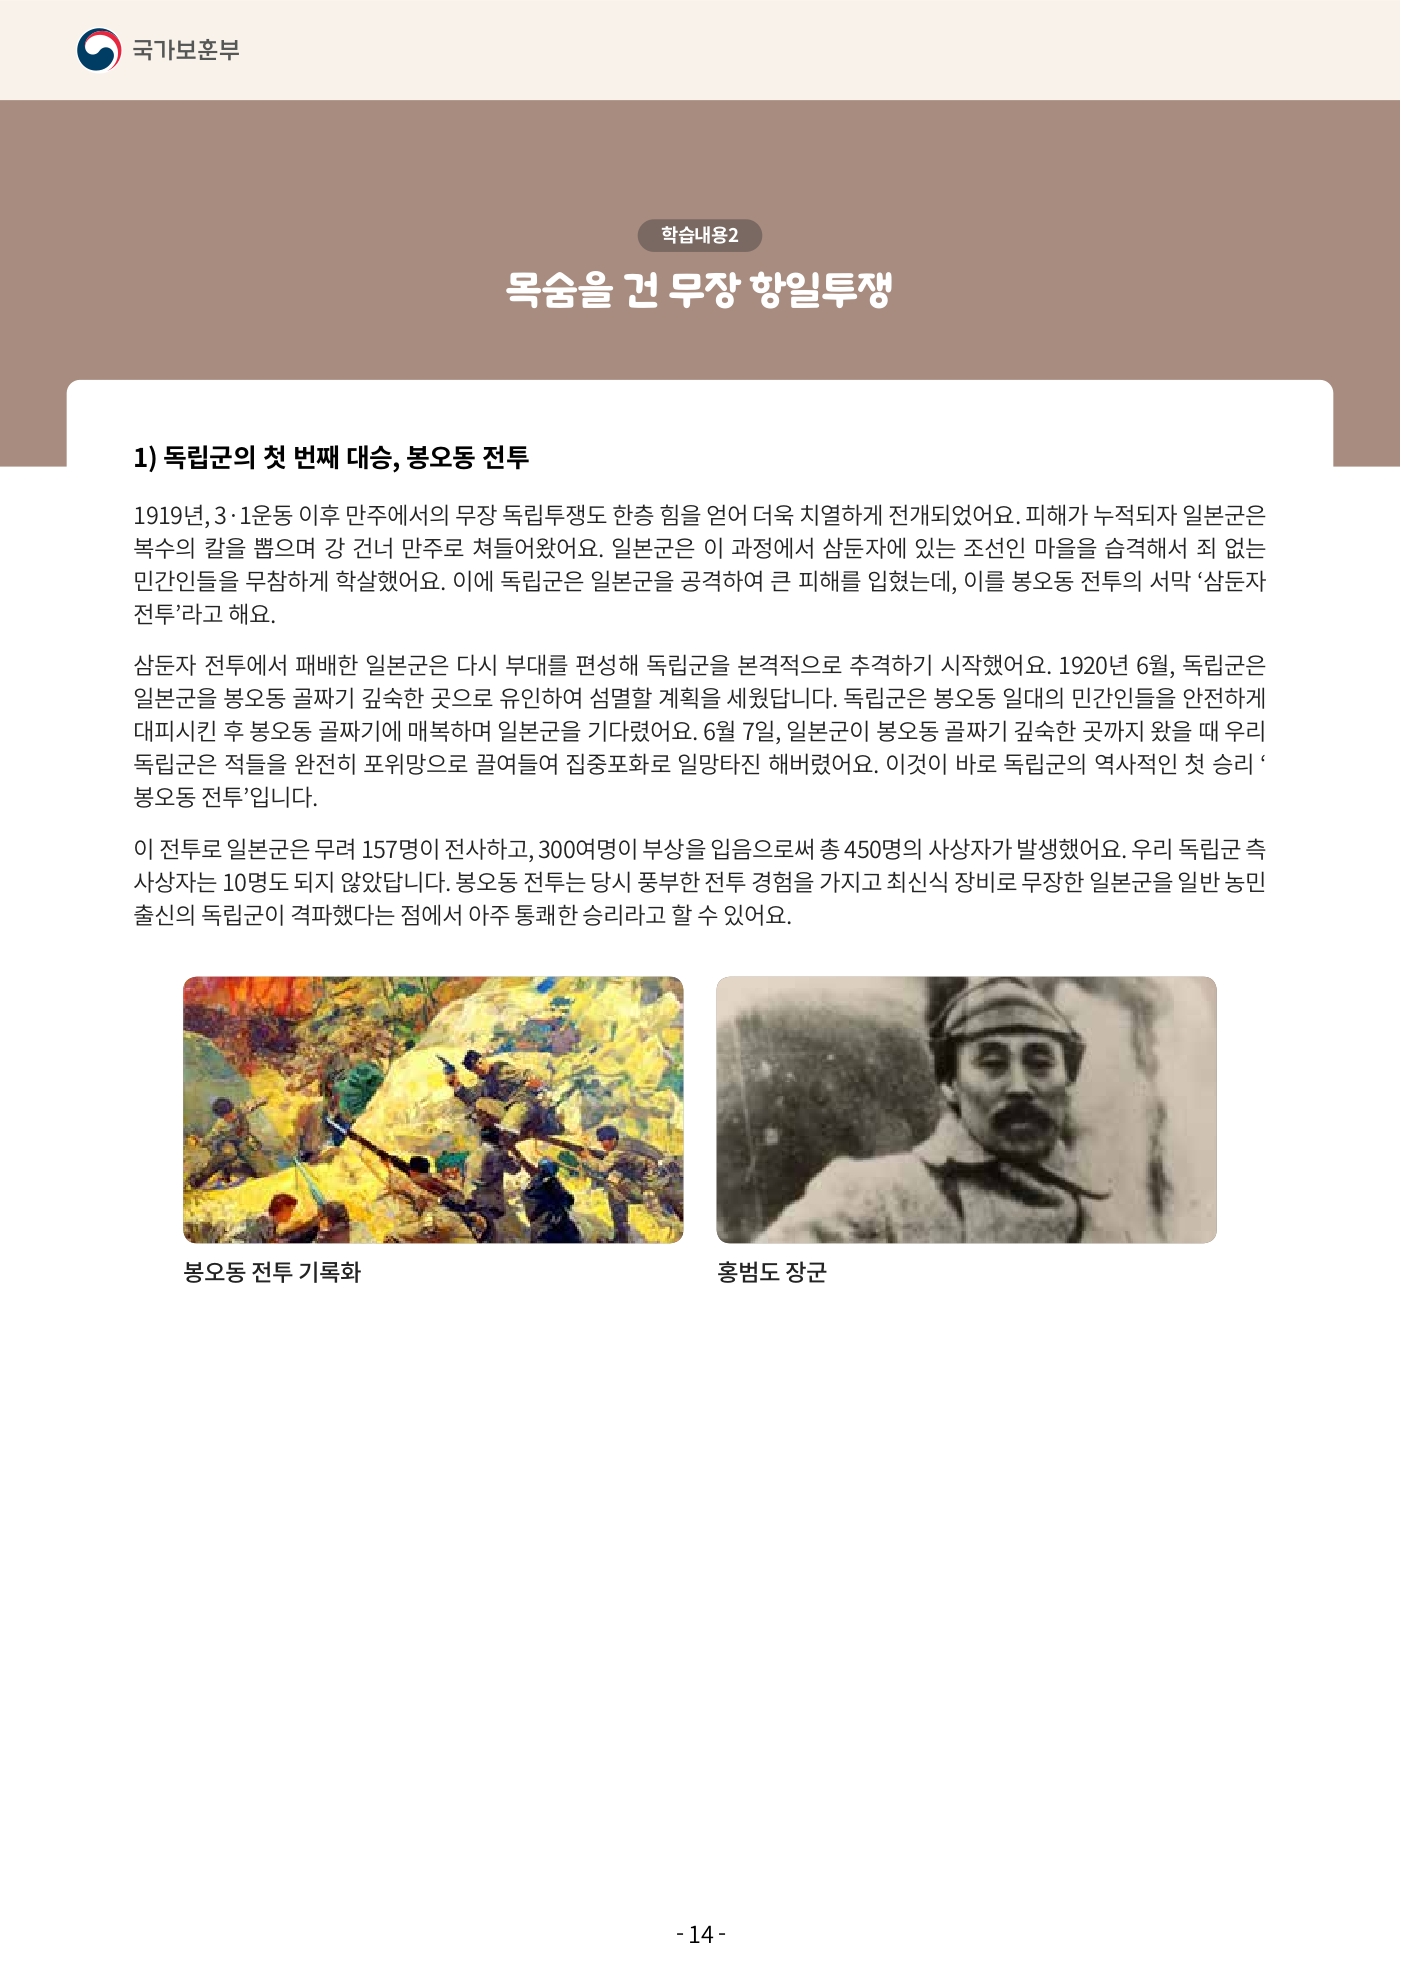 국가보훈부
학습내용2
목숨을 건 무장 항일투쟁
1) 독립군의 첫 번째 대승, 봉오동 전투
1919년, 3·1운동 이후 만주에서의 무장 독립투쟁도 한층 힘을 얻어 더욱 치열하게 전개되었어요. 피해가 누적되자 일본군은
복수의 칼을 뽑으며 강 건너 만주로 쳐들어왔어요. 일본군은 이 과정에서 삼둔자에 있는 조선인 마을을 습격해서 죄 없는
민간인들을 무참하게 학살했어요. 이에 독립군은 일본군을 공격하여 큰 피해를 입혔는데, 이를 봉오동 전투의 서막 ‘삼둔자
전투’라고 해요.
삼둔자 전투에서 패배한 일본군은 다시 부대를 편성해 독립군을 본격적으로 추격하기 시작했어요. 1920년 6월, 독립군은
일본군을 봉오동 골짜기 깊숙한 곳으로 유인하여 섬멸할 계획을 세웠답니다. 독립군은 봉오동 일대의 민간인들을 안전하게
대피시킨 후 봉오동 골짜기에 매복하며 일본군을 기다렸어요. 6월 7일, 일본군이 봉오동 골짜기 깊숙한 곳까지 왔을 때 우리
독립군은 적들을 완전히 포위망으로 끌여들여 집중포화로 일망타진 해버렸어요. 이것이 바로 독립군의 역사적인 첫 승리 ‘
봉오동 전투’입니다.
이 전투로 일본군은 무려 157명이 전사하고, 300여명이 부상을 입음으로써 총 450명의 사상자가 발생했어요. 우리 독립군 측
사상자는 10명도 되지 않았답니다. 봉오동 전투는 당시 풍부한 전투 경험을 가지고 최신식 장비로 무장한 일본군을 일반 농민
출신의 독립군이 격파했다는 점에서 아주 통쾌한 승리라고 할 수 있어요.
봉오동 전투 기록화
홍범도 장군
- 14 -